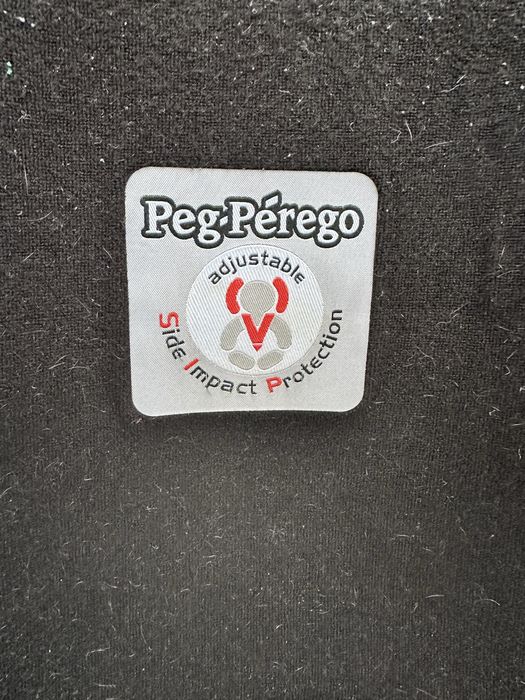 Peg-Pérego
adjustable
Side Impact Protection